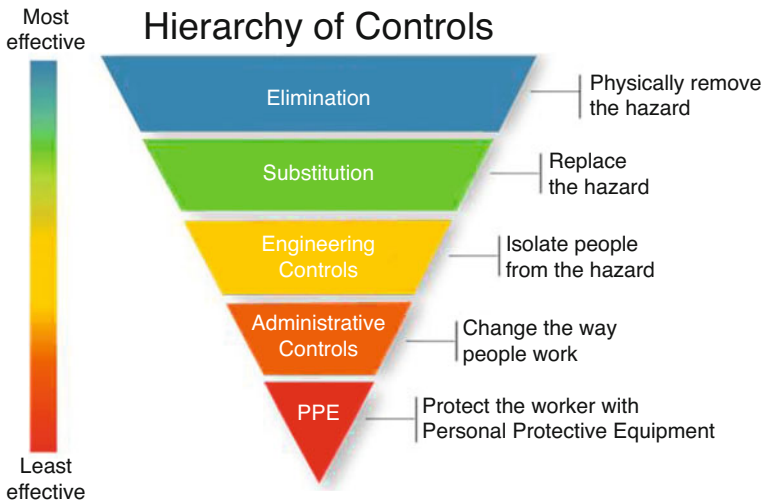 Most
effective
Hierarchy of Controls
Elimination
Physically remove
the hazard
Substitution
Replace
the hazard
Engineering
Controls
Isolate people
from the hazard
Administrative
Controls
Change the way
people work
PPE
Protect the worker with
Personal Protective Equipment
Least
effective